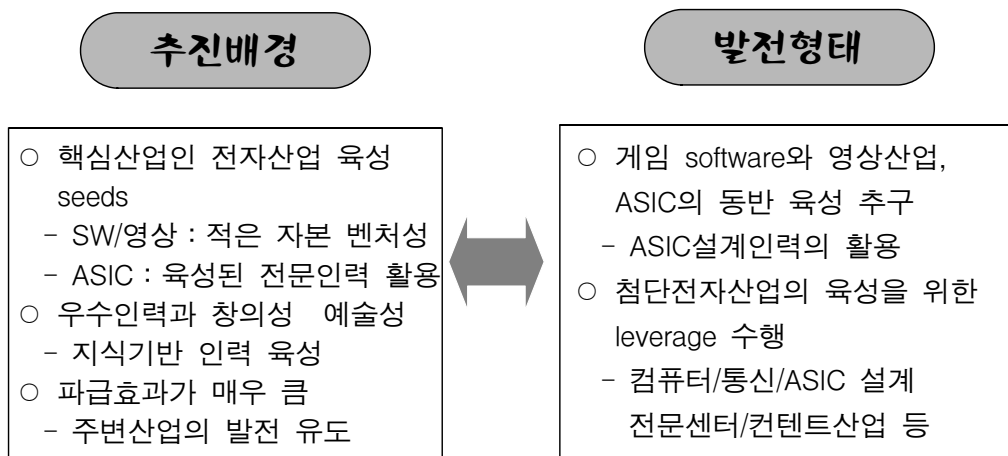 추진배경
○ 핵심산업인 전자산업 육성
seeds
- SW/영상 : 적은 자본 벤처성
- ASIC : 육성된 전문인력 활용
○ 우수인력과 창의성 예술성
- 지식기반 인력 육성
○ 파급효과가 매우 큼
- 주변산업의 발전 유도
발전형태
○ 게임 software와 영상산업,
ASIC의 동반 육성 추구
- ASIC설계인력의 활용
○ 첨단전자산업의 육성을 위한
leverage 수행
- 컴퓨터/통신/ASIC 설계
전문센터/컨텐트산업 등